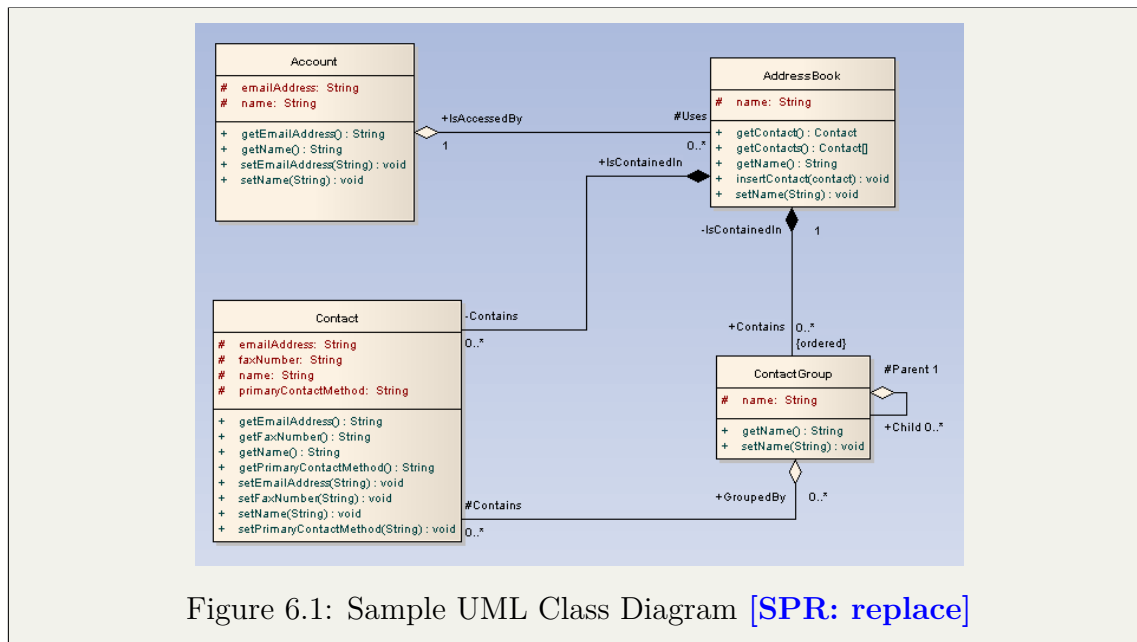 Account
# emailAddress: String
# name: String
+ getEmailAddress() : String
+ getName() : String
+ setEmailAddress(String) : void
+ setName(String) : void
+IsAccessedBy
1
#Uses
0..*
AddressBook
# name: String
+ getContact() : Contact
+ getContacts() : Contact[]
+ getName() : String
+ insertContact(contact) : void
+ setName(String) : void
+IsContainedIn
-IsContainedIn
1
Contact
# emailAddress: String
# faxNumber: String
# name: String
# primaryContactMethod: String
+ getEmailAddress() : String
+ getFaxNumber() : String
+ getName() : String
+ getPrimaryContactMethod() : String
+ setEmailAddress(String) : void
+ setFaxNumber(String) : void
+ setName(String) : void
+ setPrimaryContactMethod(String) : void
-Contains
0..*
+Contains
0..*
{ordered}
ContactGroup
# name: String
+ getName() : String
+ setName(String) : void
#Parent 1
+Child 0..*
+GroupedBy
0..*
#Contains
0..*
Figure 6.1: Sample UML Class Diagram [SPR: replace]